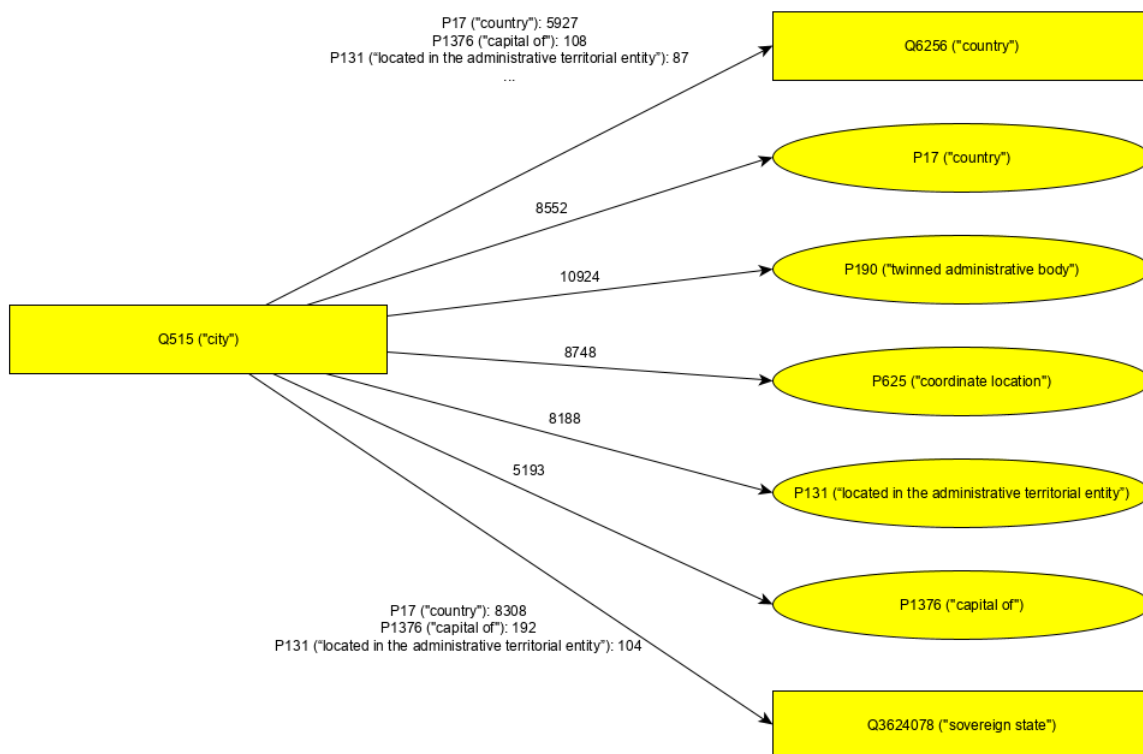 P17 ("country"): 5927
P1376 ("capital of"): 108
P131 (“located in the administrative territorial entity”): 87
...
Q6256 ("country")
P17 ("country")
8552
P190 ("twinned administrative body")
10924
Q515 ("city")
8748
P625 ("coordinate location")
8188
5193
P131 (“located in the administrative territorial entity”)
P1376 ("capital of")
P17 ("country"): 8308
P1376 ("capital of"): 192
P131 (“located in the administrative territorial entity”): 104
Q3624078 ("sovereign state")